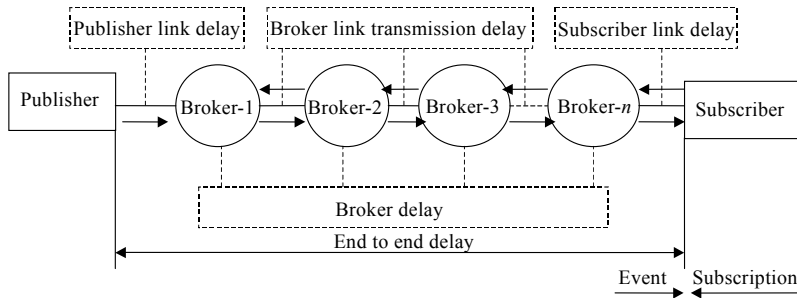 Publisher link delay
Broker link transmission delay
Subscriber link delay
Publisher
Broker-1
Broker-2
Broker-3
Broker-n
Subscriber
Broker delay
End to end delay
Event
Subscription